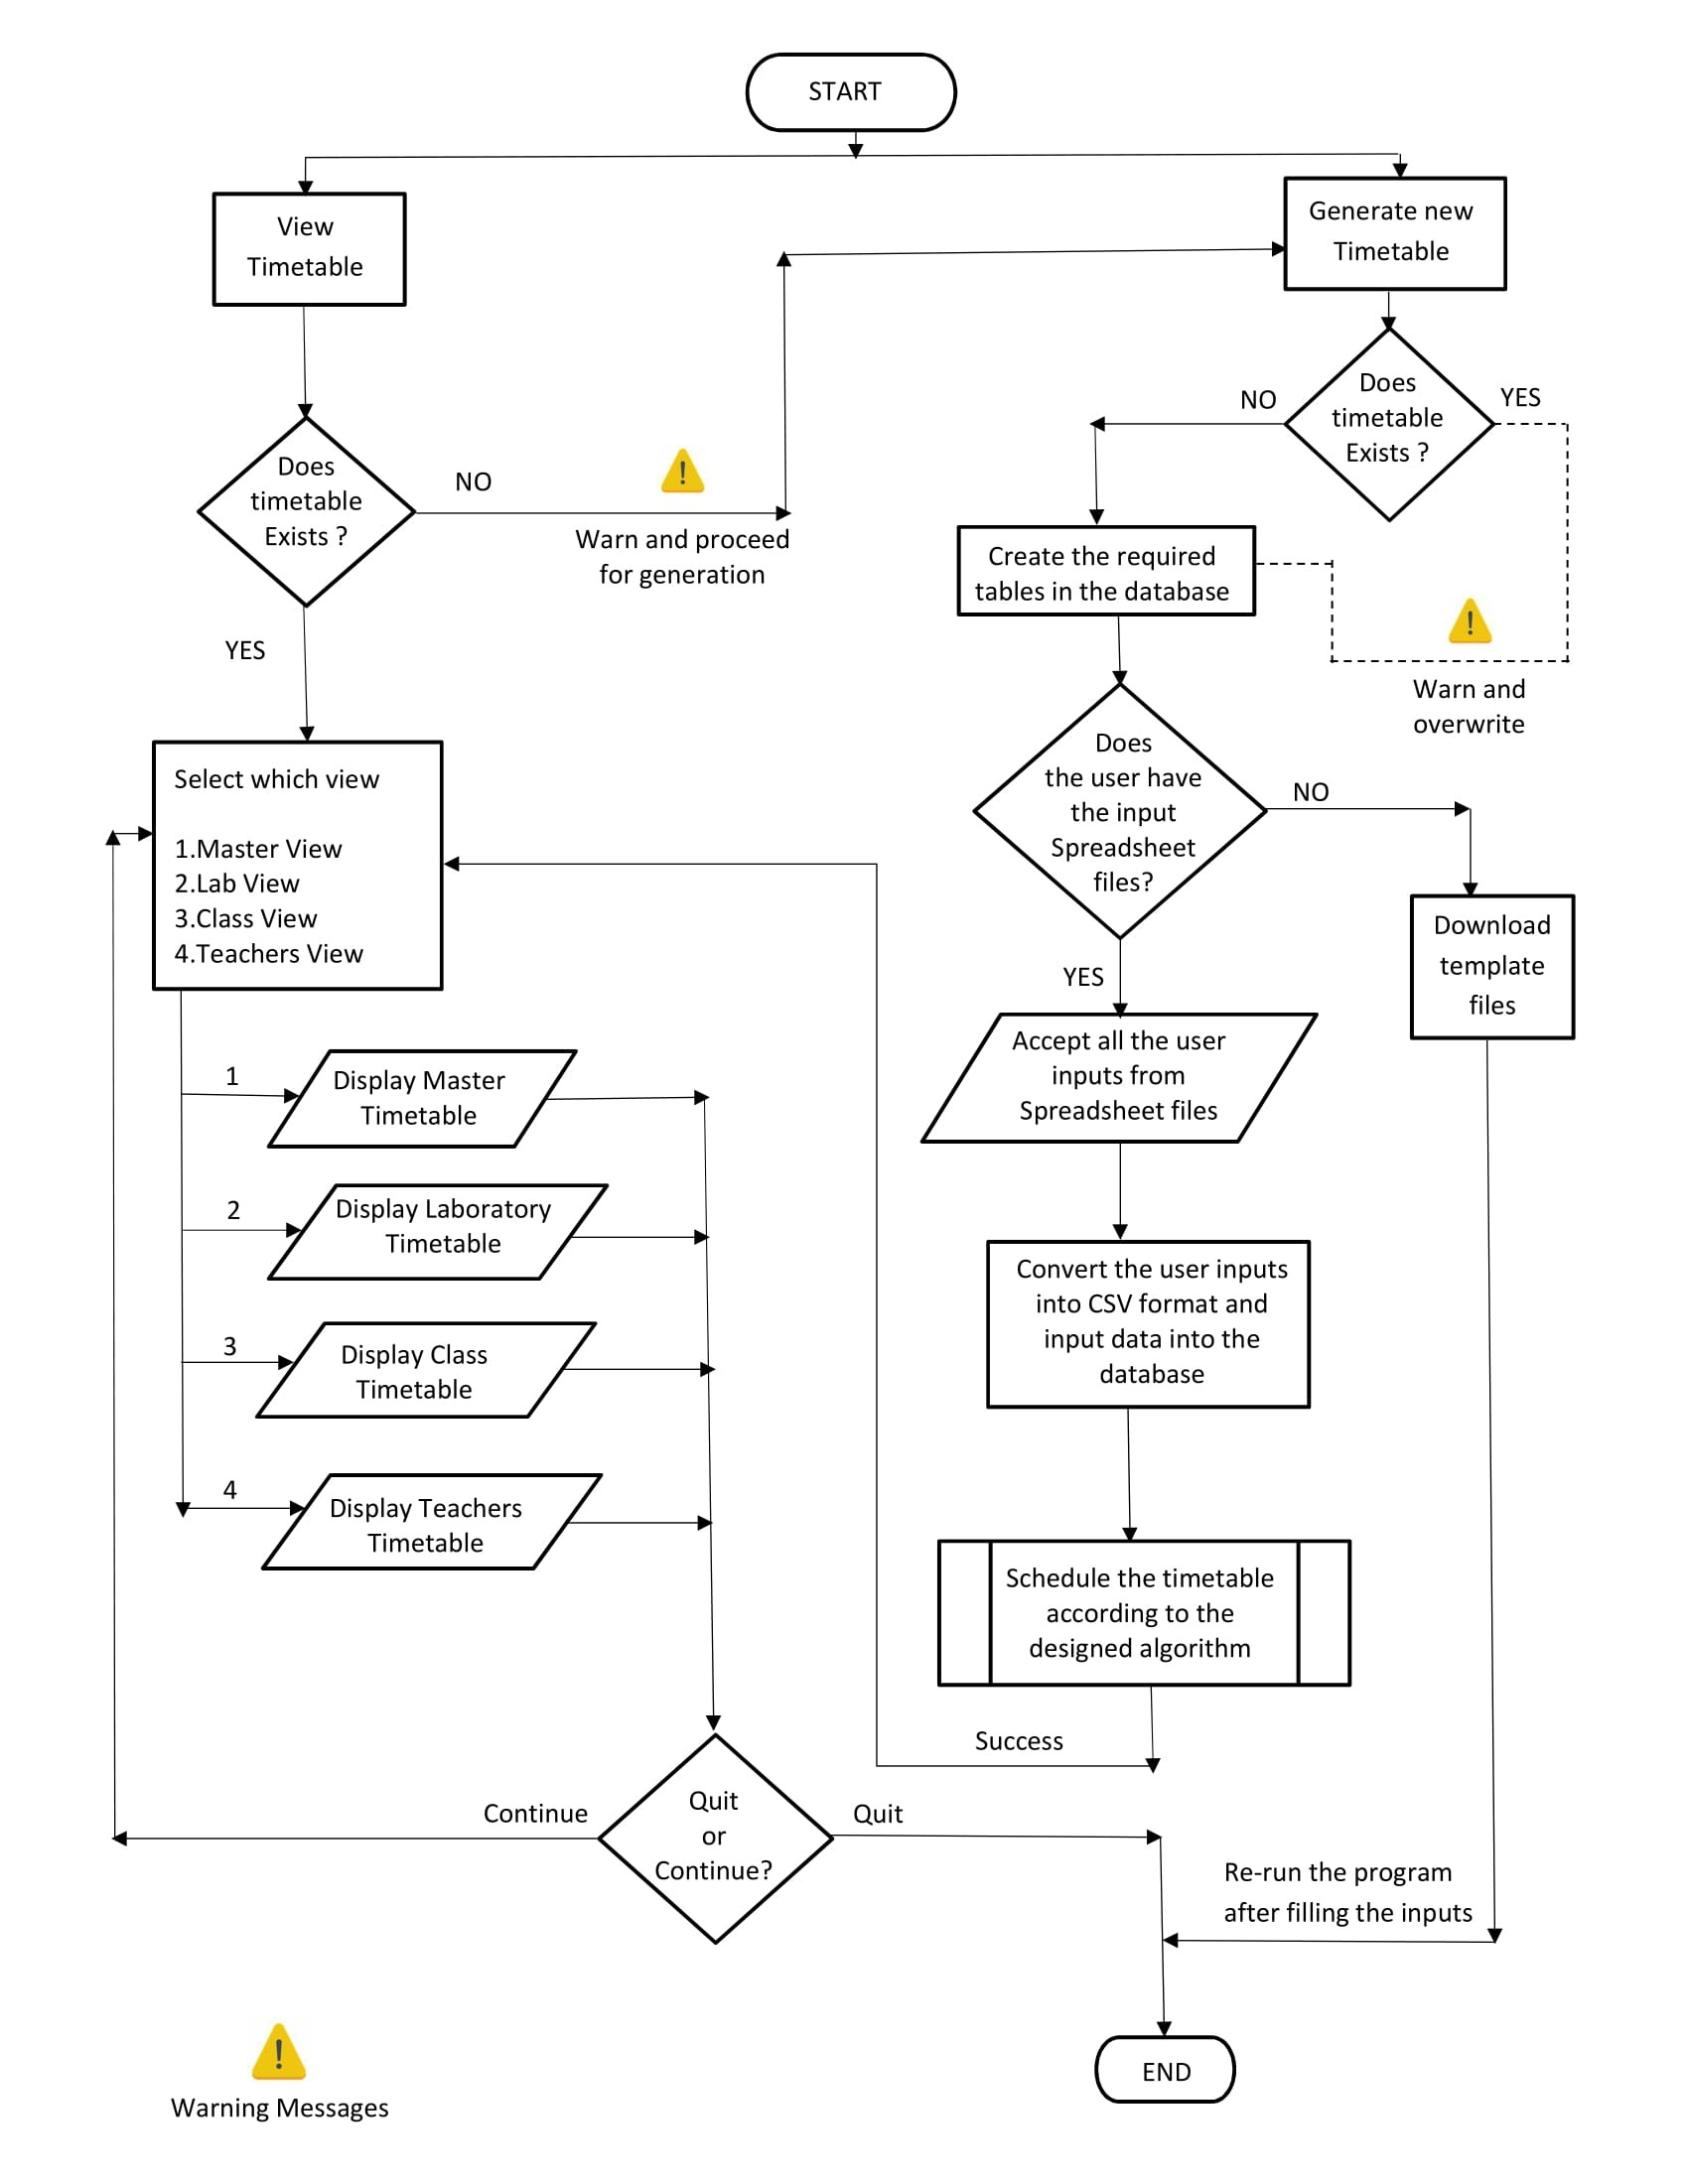 START
View
Timetable
Generate new
Timetable
Does
timetable
Exists ?
NO
YES
Does
timetable
Exists ?
NO
Warn and proceed
for generation
YES
Create the required
tables in the database
Warn and
overwrite
Does
the user have
the input
Spreadsheet
files?
NO
YES
Download
template
files
Select which view
1.Master View
2.Lab View
3.Class View
4.Teachers View
Accept all the user
inputs from
Spreadsheet files
1
Display Master
Timetable
2
Display Laboratory
Timetable
3
Display Class
Timetable
4
Display Teachers
Timetable
Convert the user inputs
into CSV format and
input data into the
database
Schedule the timetable
according to the
designed algorithm
Success
Continue
Quit
or
Continue?
Quit
Re-run the program
after filling the inputs
END
Warning Messages